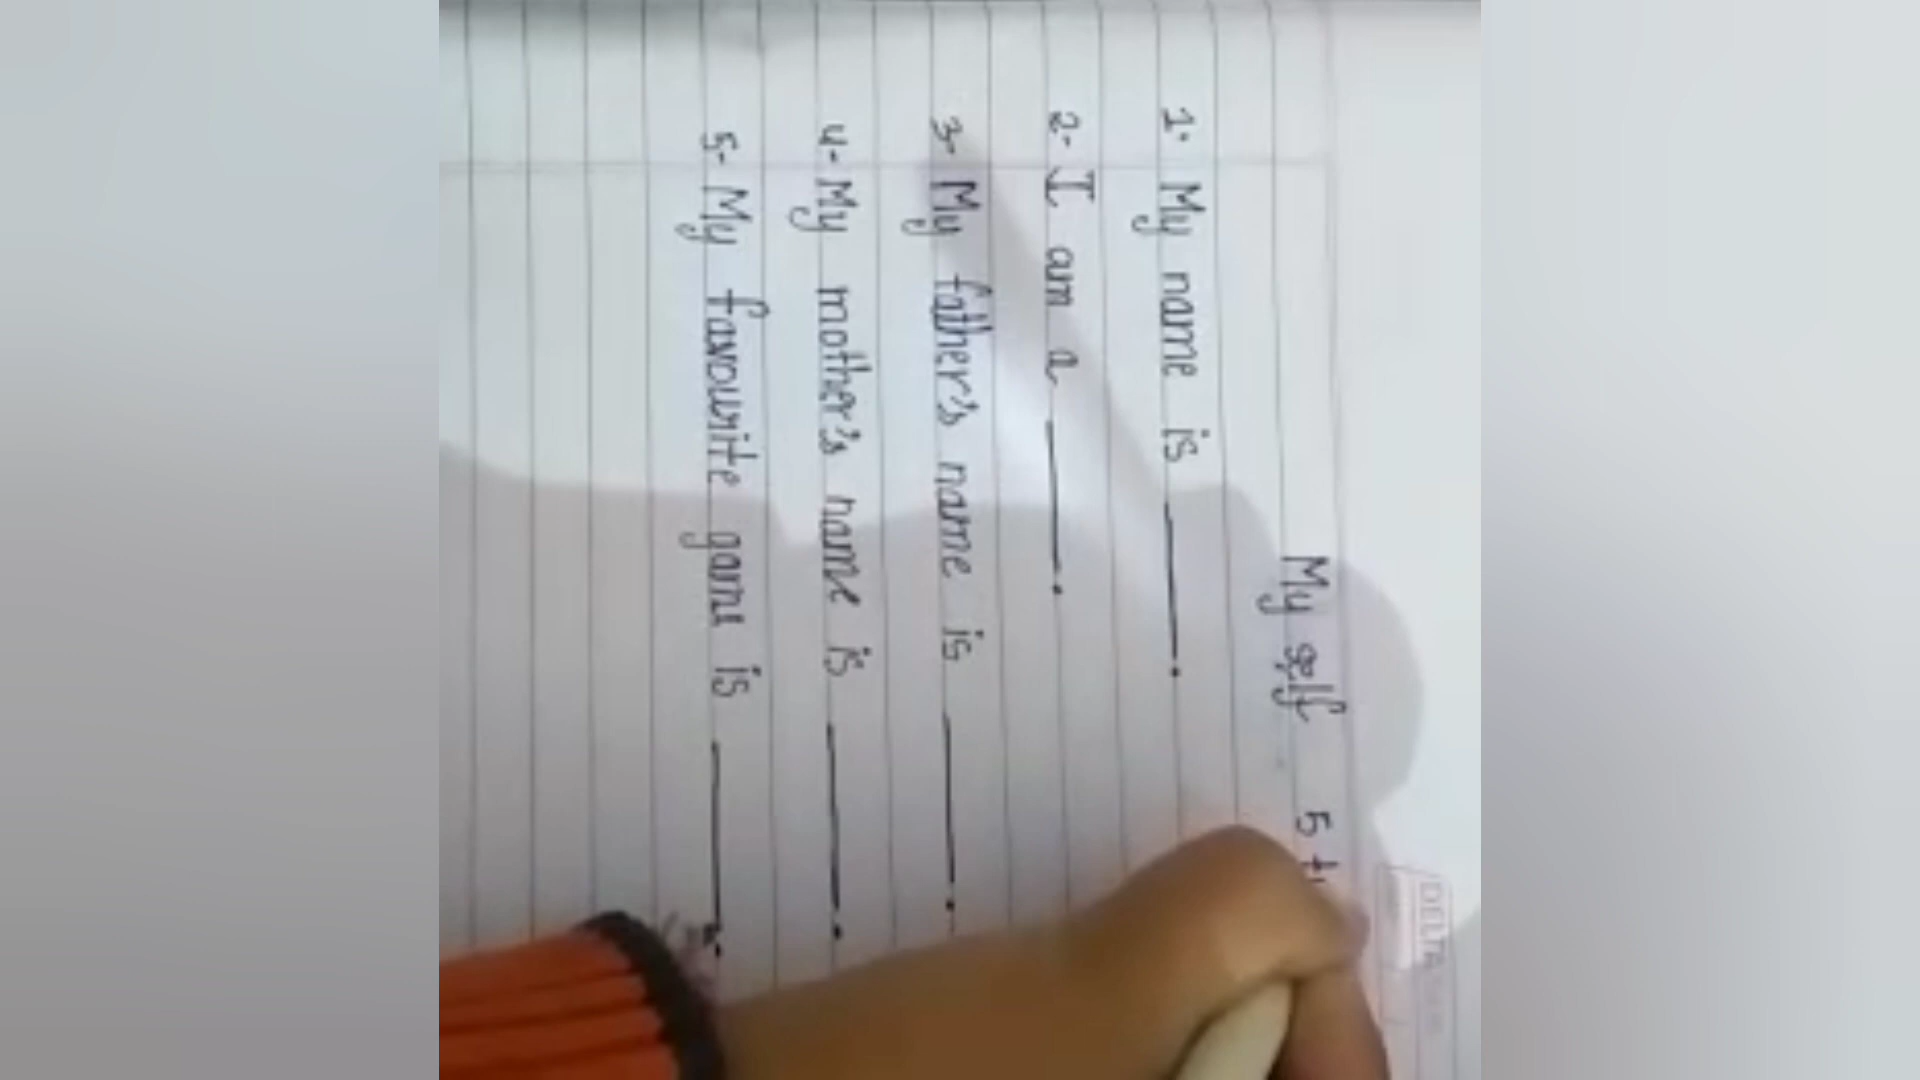 My self 5
1. My name is ______.
2. I am a ______.
3- My father's name is ______.
4- My mother's name is ______.
5- My favourite game is ______.
DELTA